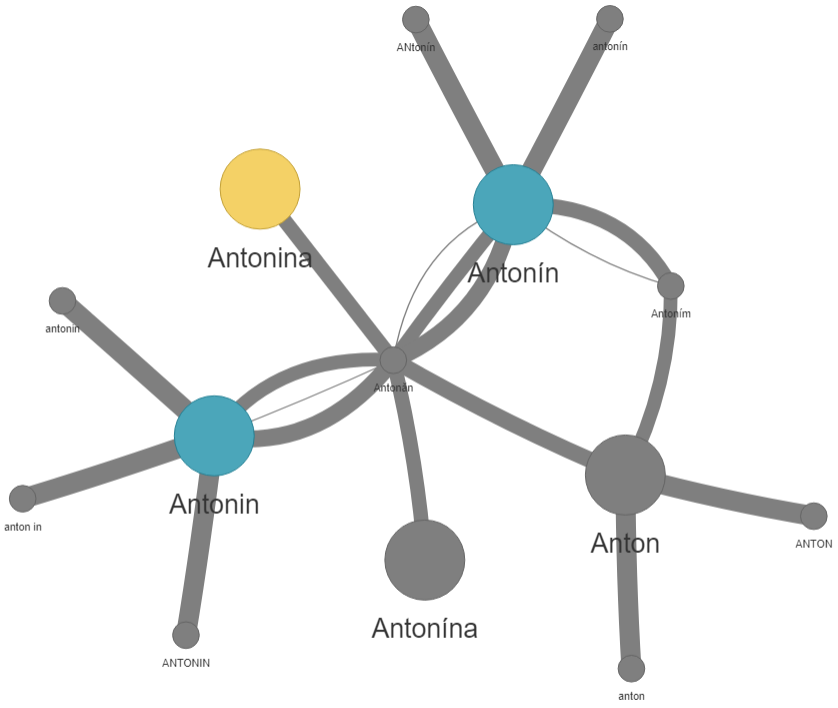 ANtonín
antonín
Antonina
Antonín
Antoním
antonin
Antonán
Antonin
anton in
Anton
ANTON
Antonína
ANTONIN
anton